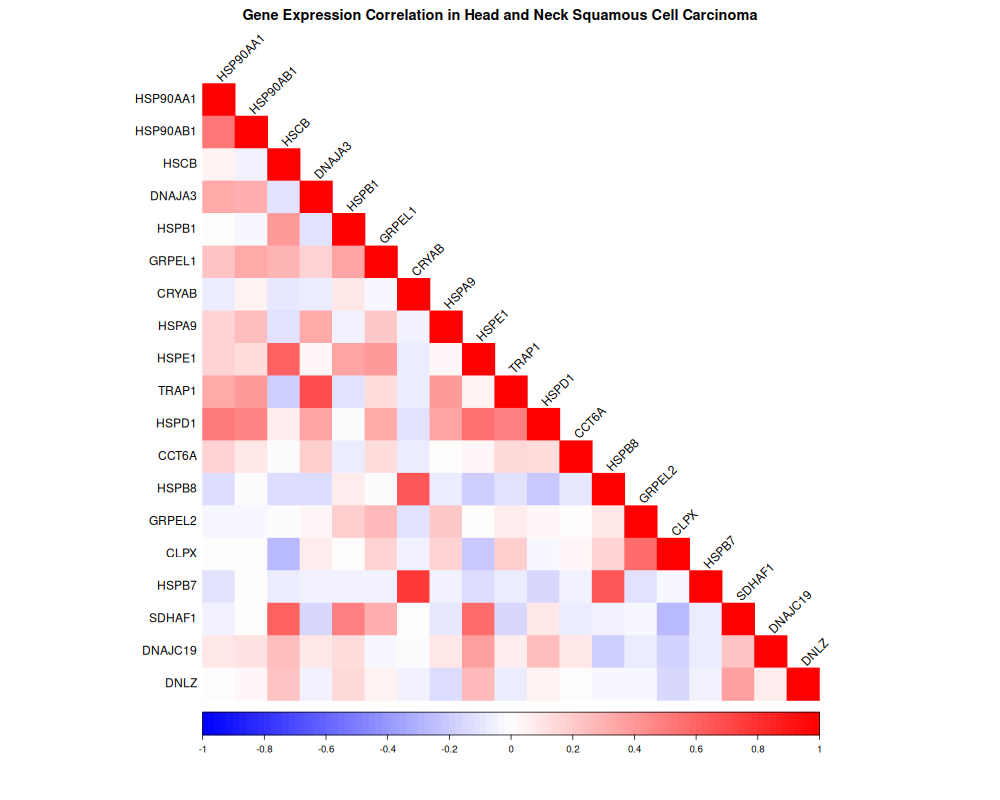 Gene Expression Correlation in Head and Neck Squamous Cell Carcinoma
HSP90AA1
HSP90AB1
HSCB
DNAJA3
HSPB1
GRPEL1
CRYAB
HSPA9
HSPE1
TRAP1
HSPD1
CCT6A
HSPB8
GRPEL2
CLPX
HSPB7
SDHAF1
DNAJC19
DNLZ
HSP90AA1
HSP90AB1
HSCB
DNAJA3
HSPB1
GRPEL1
CRYAB
HSPA9
HSPE1
TRAP1
HSPD1
CCT6A
HSPB8
GRPEL2
CLPX
HSPB7
SDHAF1
DNAJC19
DNLZ
-1 -0.8 -0.6 -0.4 -0.2 0 0.2 0.4 0.6 0.8 1